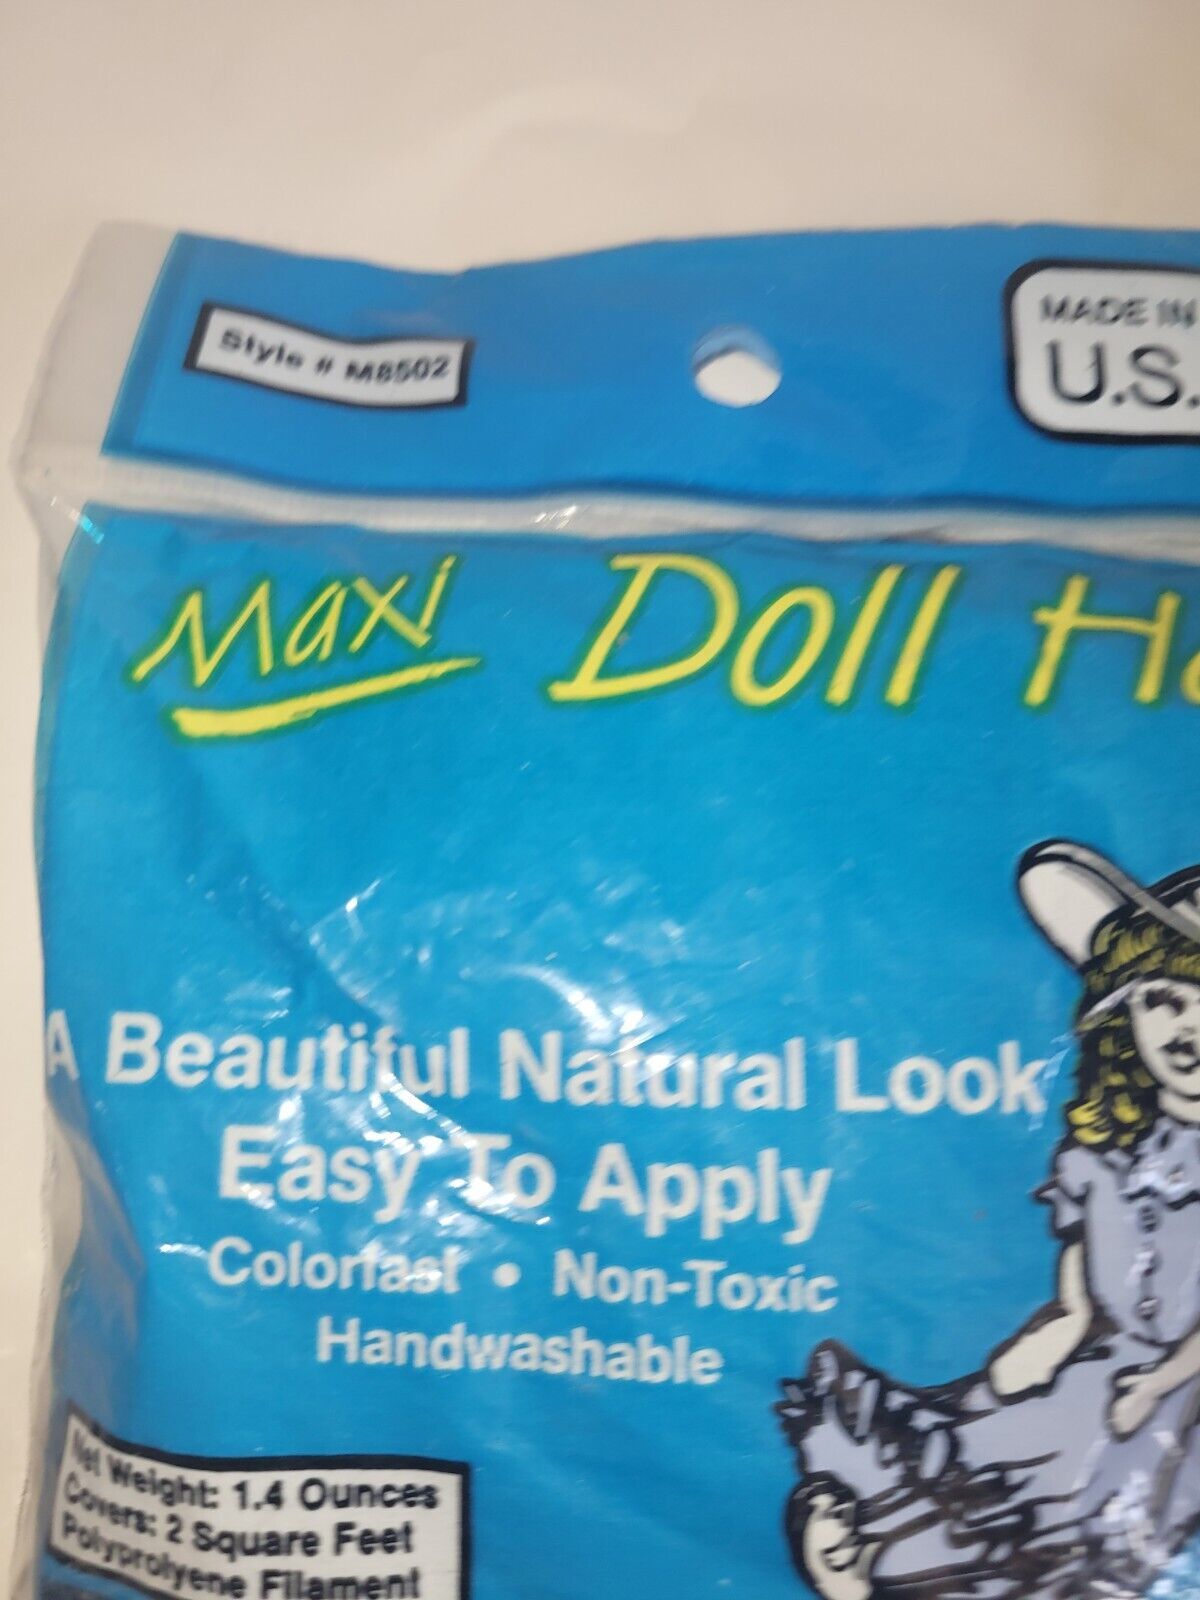 Style # M8502
MADE IN
U.S.
Maxi Doll Ha
A Beautiful Natural Look
Easy To Apply
Colorfast • Non-Toxic
Handwashable
Net Weight: 1.4 Ounces
Covers: 2 Square Feet
Polyprolyene Filament